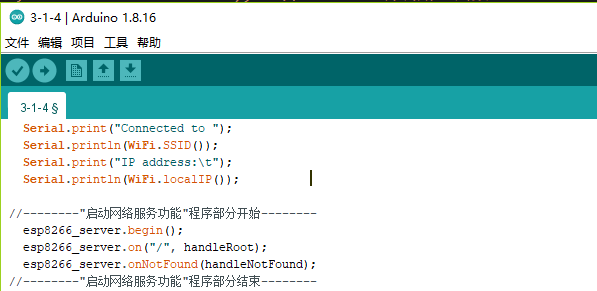 3-1-4 | Arduino 1.8.16
文件 编辑 项目 工具 帮助
3-1-4 §
Serial.print("Connected to ");
Serial.println(WiFi.SSID());
Serial.print("IP address:\t");
Serial.println(WiFi.localIP());
//--------"启动网络服务功能"程序部分开始--------
esp8266_server.begin();
esp8266_server.on("/", handleRoot);
esp8266_server.onNotFound(handleNotFound);
//--------"启动网络服务功能"程序部分结束--------